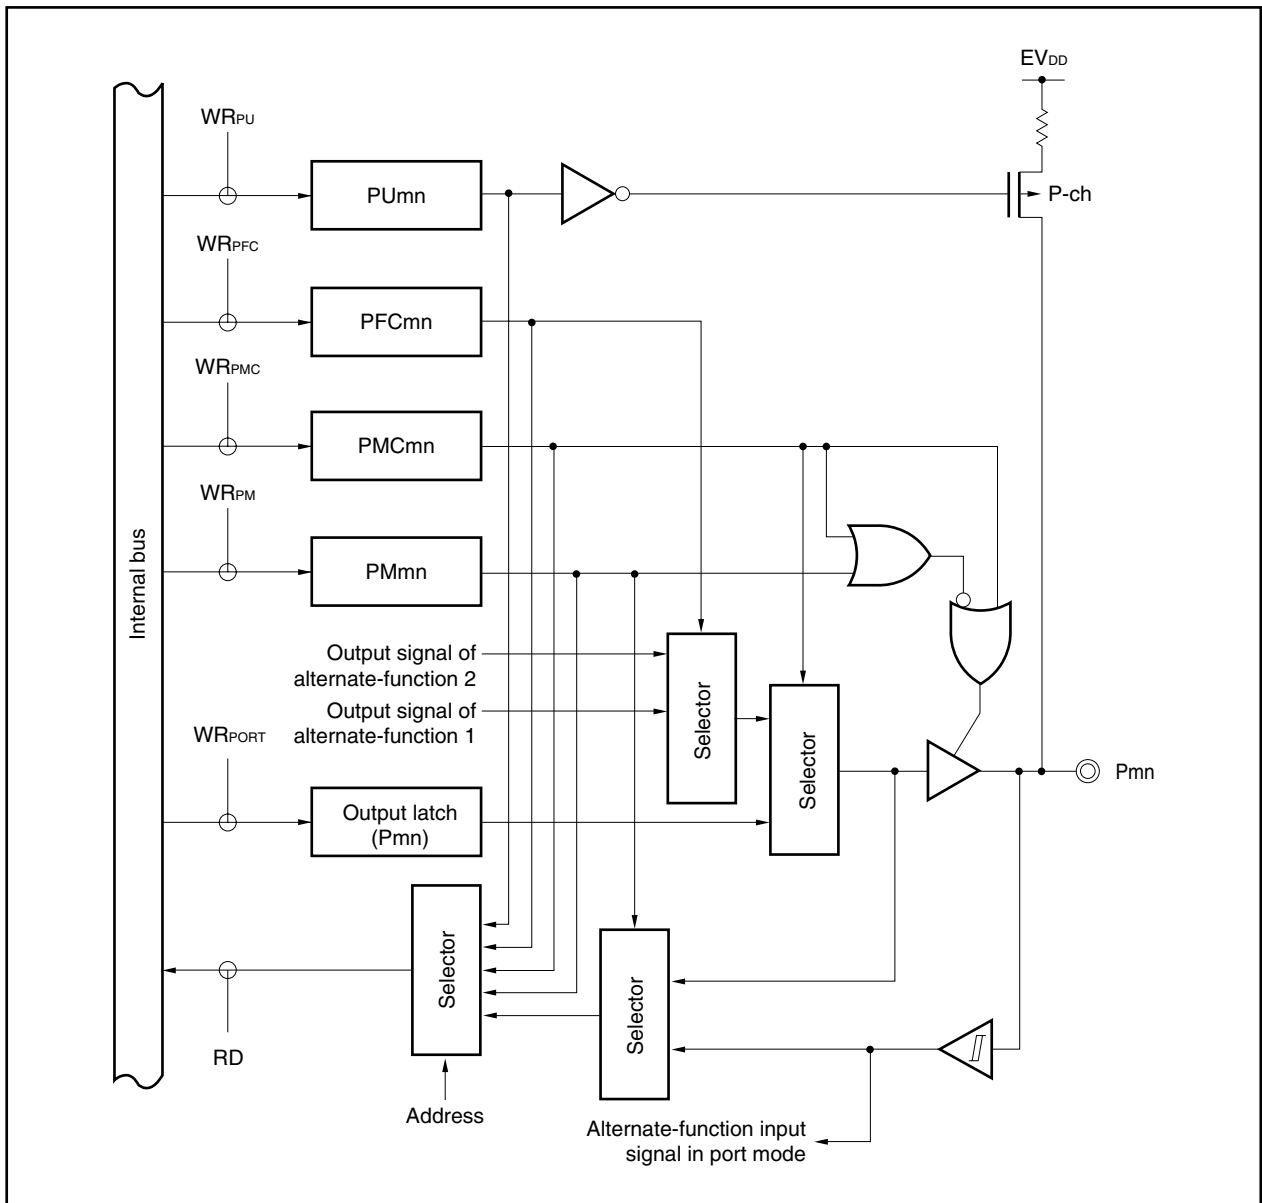 EVDD
WRPU
PUmn
P-ch
WRPFC
PFCmn
WRPMC
PMCmn
WRPM
PMmn
Internal bus
Output signal of
alternate-function 2
Output signal of
alternate-function 1
Selector
Selector
WRPORT
Output latch
(Pmn)
Pmn
Selector
Selector
RD
Address
Alternate-function input
signal in port mode